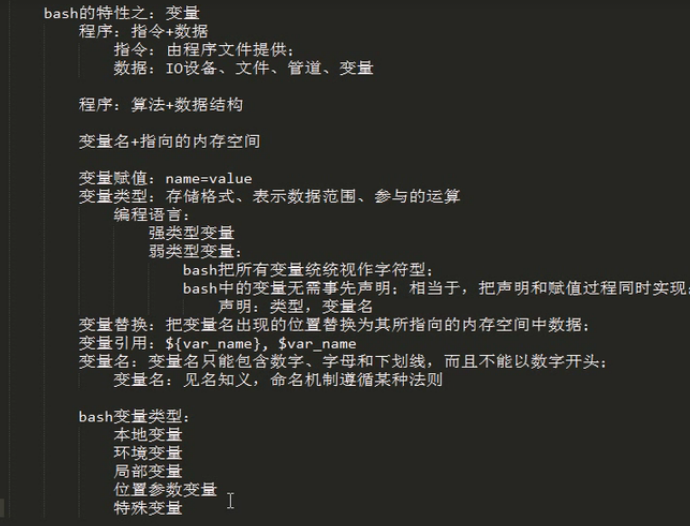 bash的特性之：变量
程序：指令+数据
指令：由程序文件提供；
数据：IO设备、文件、管道、变量
程序：算法+数据结构
变量名+指向的内存空间
变量赋值：name=value
变量类型：存储格式、表示数据范围、参与的运算
编程语言：
强类型变量
弱类型变量：
bash把所有变量统统视作字符型；
bash中的变量无需事先声明；相当于，把声明和赋值过程同时实现；
声明：类型，变量名
变量替换：把变量名出现的位置替换为其所指向的内存空间中数据；
变量引用：${var_name}, $var_name
变量名：变量名只能包含数字、字母和下划线，而且不能以数字开头；
变量名：见名知义，命名机制遵循某种法则
bash变量类型：
本地变量
环境变量
局部变量
位置参数变量
特殊变量